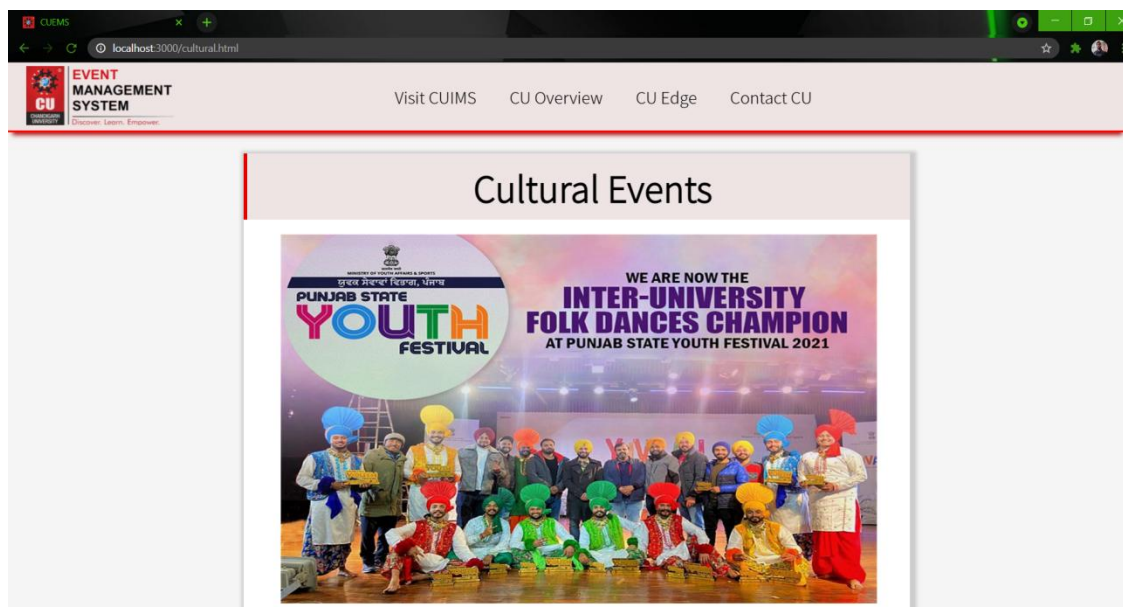 CUEMS
localhost:3000/cultural.html
CU
CHANDIGARH
UNIVERSITY
EVENT
MANAGEMENT
SYSTEM
Discover. Learn. Empower.
Visit CUIMS CU Overview CU Edge Contact CU
Cultural Events
MINISTRY OF YOUTH AFFAIRS & SPORTS
ਯੁਵਕ ਸੇਵਾਵਾਂ ਵਿਭਾਗ, ਪੰਜਾਬ
PUNJAB STATE
YOUTH
FESTIVAL
WE ARE NOW THE
INTER-UNIVERSITY
FOLK DANCES CHAMPION
AT PUNJAB STATE YOUTH FESTIVAL 2021